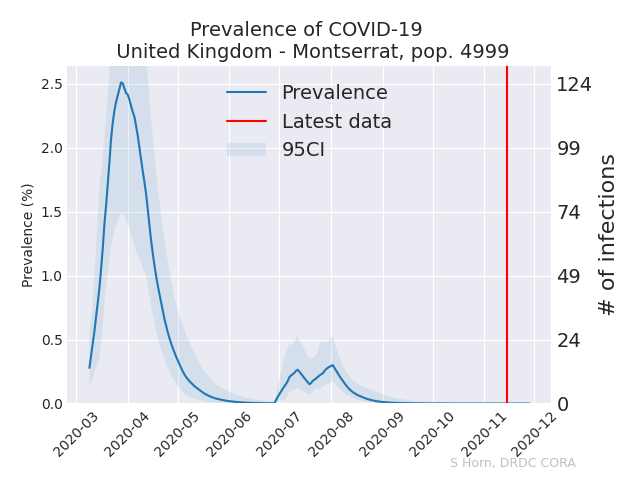 Prevalence of COVID-19
United Kingdom - Montserrat, pop. 4999
Prevalence
Latest data
95CI
Prevalence (%)
2.5
2.0
1.5
1.0
0.5
0.0
124
99
74
49
24
0
# of infections
2020-03
2020-04
2020-05
2020-06
2020-07
2020-08
2020-09
2020-10
2020-11
2020-12
S Horn, DRDC CORA